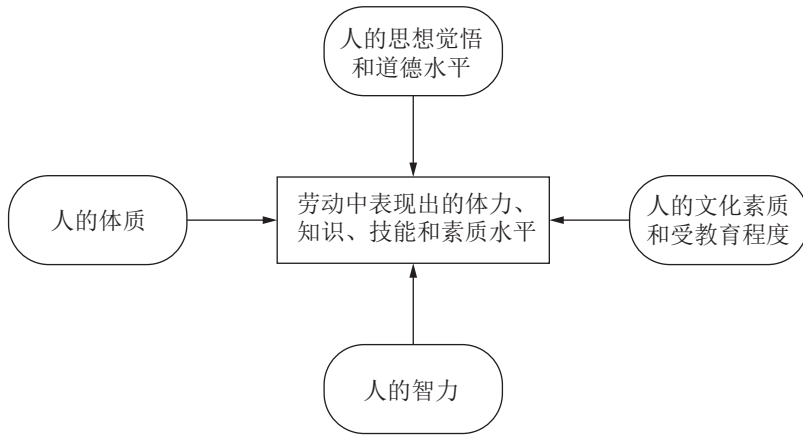 人的思想觉悟
和道德水平
人的体质
劳动中表现出的体力、
知识、技能和素质水平
人的文化素质
和受教育程度
人的智力